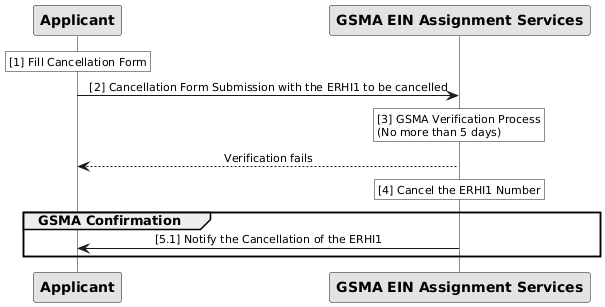 Applicant
GSMA EIN Assignment Services
[1] Fill Cancellation Form
[2] Cancellation Form Submission with the ERHI1 to be cancelled
[3] GSMA Verification Process
(No more than 5 days)
Verification fails
[4] Cancel the ERHI1 Number
GSMA Confirmation
[5.1] Notify the Cancellation of the ERHI1
Applicant
GSMA EIN Assignment Services